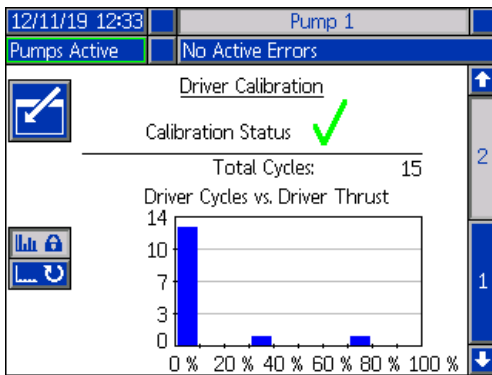 12/11/19 12:33 Pump 1
Pumps Active No Active Errors
Driver Calibration
Calibration Status
2
Total Cycles: 15
Driver Cycles vs. Driver Thrust
14
10
7
1
3
0
0 % 20 % 40 % 60 % 80 % 100 %